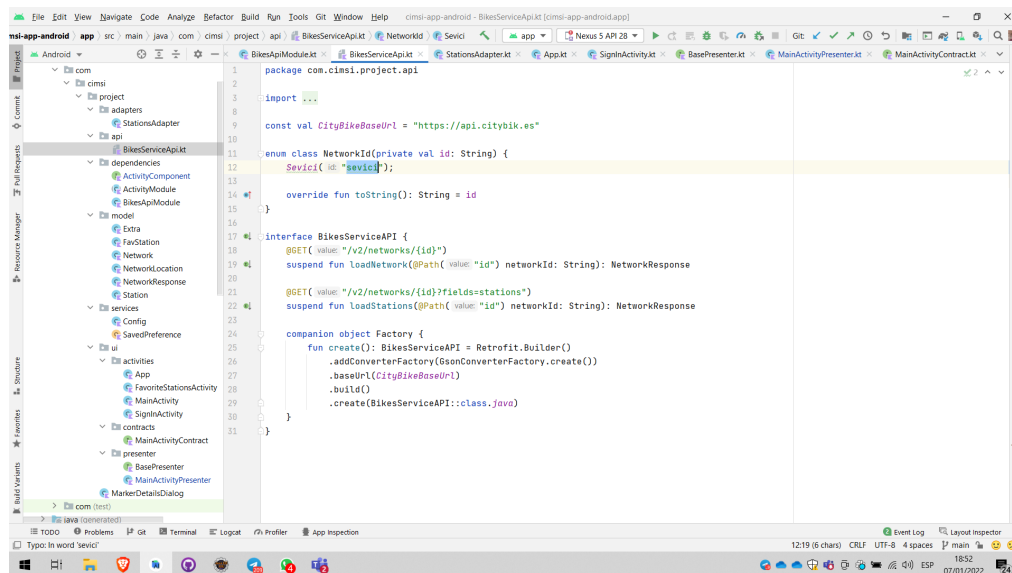 File Edit View Navigate Code Analyze Refactor Build Run Tools Git Window Help cimsi-app-android - BikesServiceApi.kt [cimsi-app-android.app]
msi-app-android app src main java com cimsi project api BikesServiceApi.kt NetworkId Sevici app Nexus 5 API 28 Git:
Android BikesApiModule.kt BikesServiceApi.kt StationsAdapter.kt App.kt SignInActivity.kt BasePresenter.kt MainActivityPresenter.kt MainActivityContract.kt
Project
Commit
Pull Requests
Resource Manager
Structure
Favorites
Build Variants
com
cimsi
project
adapters
StationsAdapter
api
BikesServiceApi.kt
dependencies
ActivityComponent
ActivityModule
BikesApiModule
model
Extra
FavStation
Network
NetworkLocation
NetworkResponse
Station
services
Config
SavedPreference
ui
activities
App
FavoriteStationsActivity
MainActivity
SignInActivity
contracts
MainActivityContract
presenter
BasePresenter
MainActivityPresenter
MarkerDetailsDialog
com (test)
java (generated)
1 package com.cimsi.project.api
2
2
3 import ...
8
9 const val CityBikeBaseUrl = "https://api.citybik.es"
10
11 enum class NetworkId(private val id: String) {
12 Sevici( id: "sevici");
13
14 override fun toString(): String = id
15 }
16
17 interface BikesServiceAPI {
18 @GET( value: "/v2/networks/{id}")
19 suspend fun loadNetwork(@Path( value: "id") networkId: String): NetworkResponse
20
21 @GET( value: "/v2/networks/{id}?fields=stations")
22 suspend fun loadStations(@Path( value: "id") networkId: String): NetworkResponse
23
24 companion object Factory {
25 fun create(): BikesServiceAPI = Retrofit.Builder()
26 .addConverterFactory(GsonConverterFactory.create())
27 .baseUrl(CityBikeBaseUrl)
28 .build()
29 .create(BikesServiceAPI::class.java)
30 }
31 }
TODO Problems Git Terminal Logcat Profiler App Inspection 2 Event Log Layout Inspector
Typo: In word 'sevici' 12:19 (6 chars) CRLF UTF-8 4 spaces main
ESP 18:52
07/01/2022 24